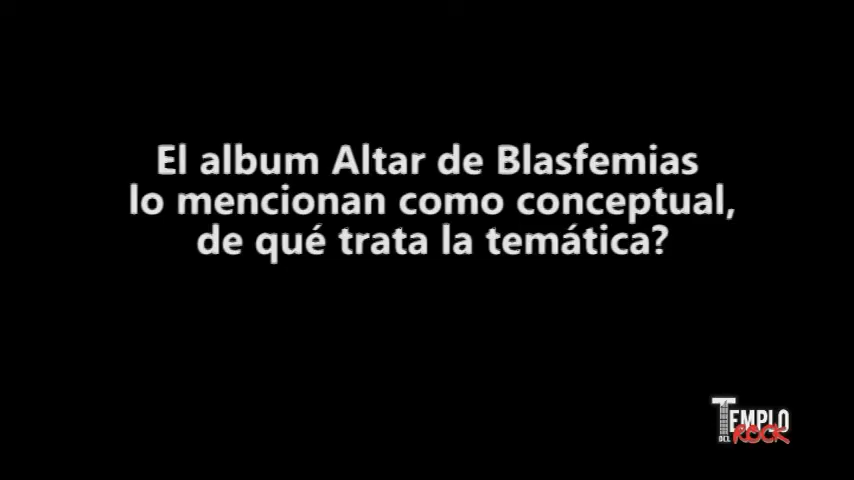 El album Altar de Blasfemias
lo mencionan como conceptual,
de qué trata la temática?
TEMPLO
DEL ROCK